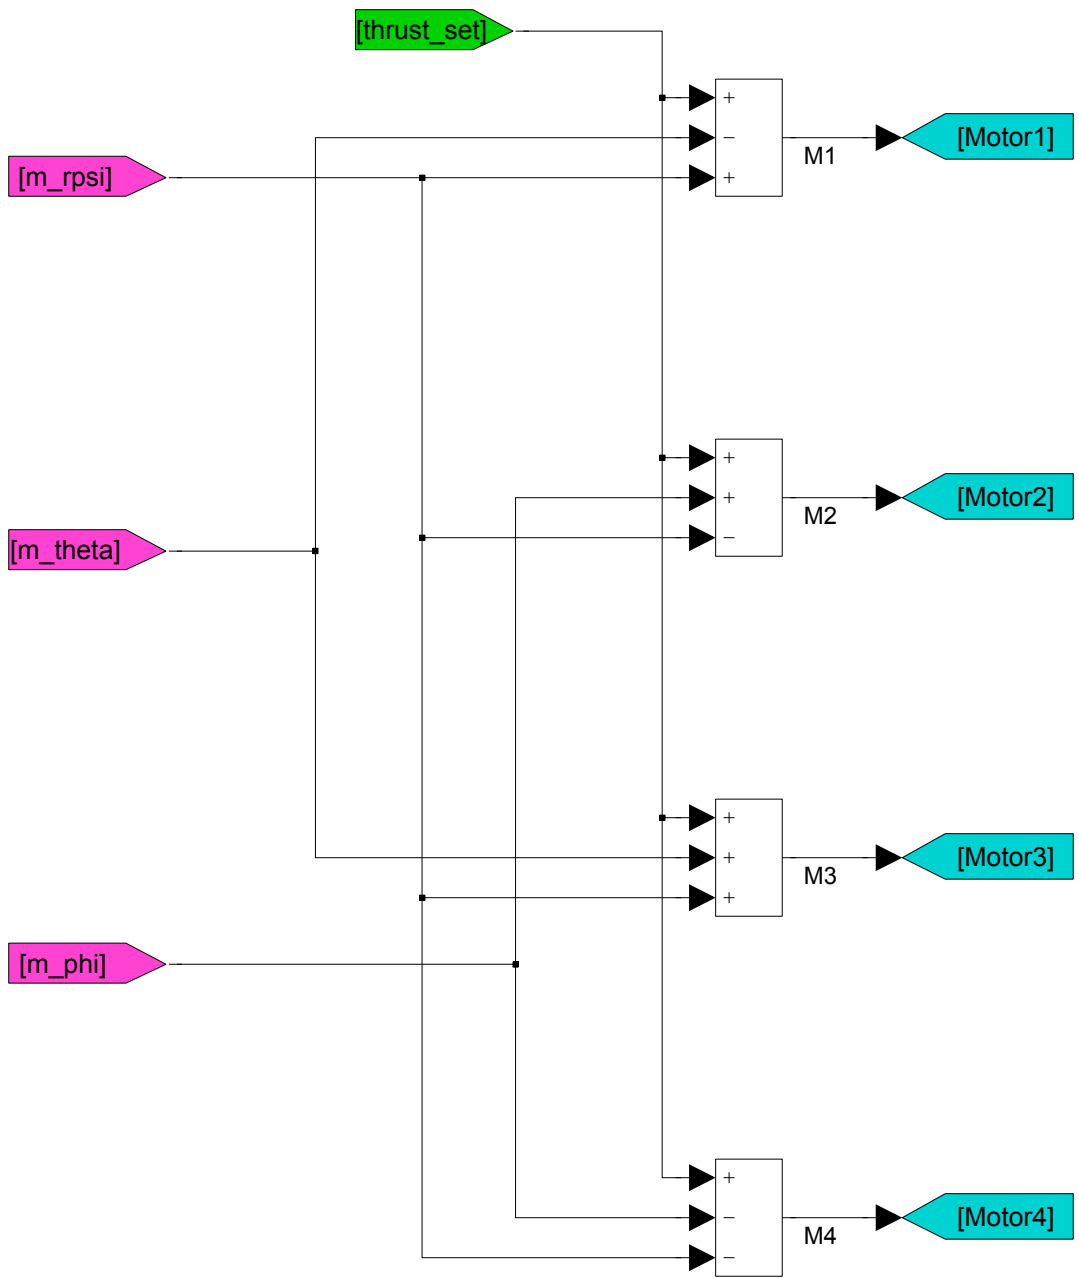 [thrust_set]
+
−
+
M1
[Motor1]
[m_rpsi]
+
+
−
M2
[Motor2]
[m_theta]
+
+
+
M3
[Motor3]
[m_phi]
+
−
−
M4
[Motor4]